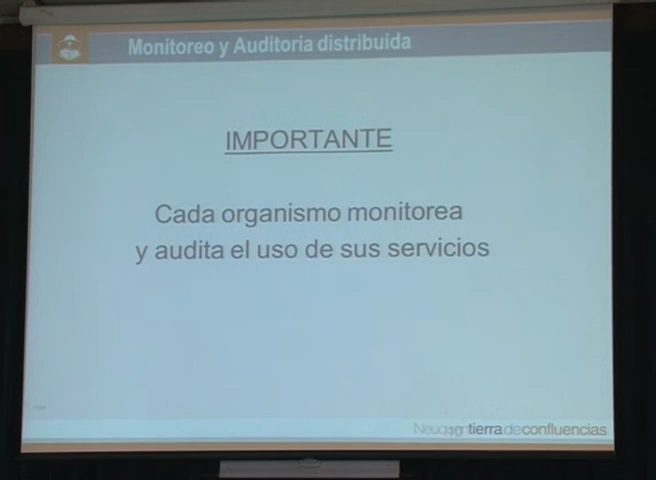 Monitoreo y Auditoria distribuida
IMPORTANTE
Cada organismo monitorea
y audita el uso de sus servicios
tierradeconfluencias